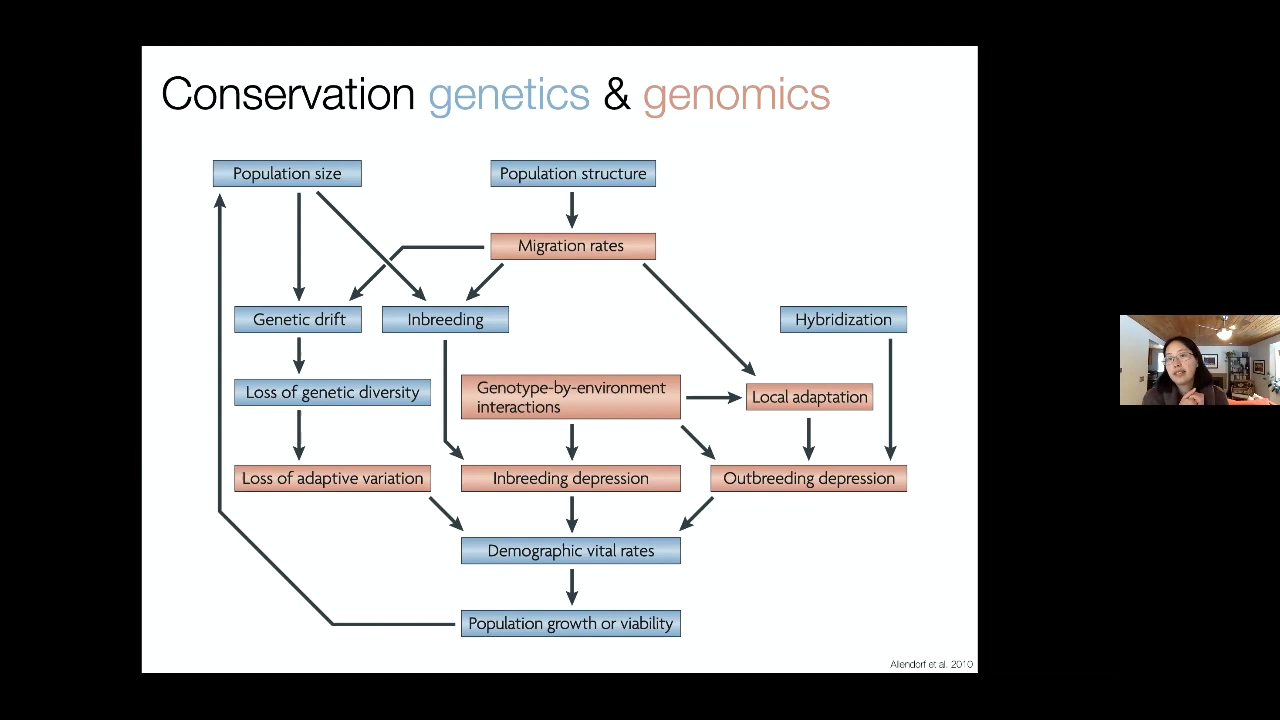 Conservation genetics & genomics
Population size
Population structure
Migration rates
Genetic drift
Inbreeding
Hybridization
Loss of genetic diversity
Genotype-by-environment
interactions
Local adaptation
Loss of adaptive variation
Inbreeding depression
Outbreeding depression
Demographic vital rates
Population growth or viability
Allendorf et al. 2010